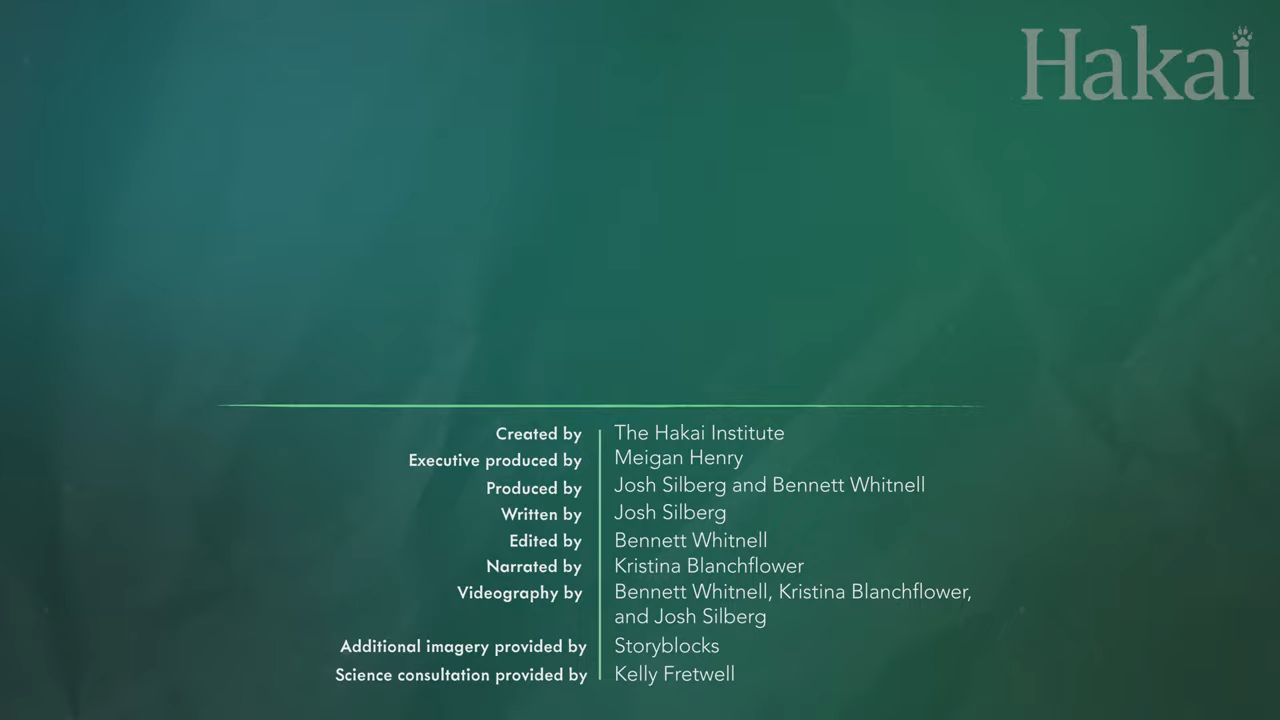 Hakai
Created by The Hakai Institute
Executive produced by Meigan Henry
Produced by Josh Silberg and Bennett Whitnell
Written by Josh Silberg
Edited by Bennett Whitnell
Narrated by Kristina Blanchflower
Videography by Bennett Whitnell, Kristina Blanchflower,
and Josh Silberg
Additional imagery provided by Storyblocks
Science consultation provided by Kelly Fretwell